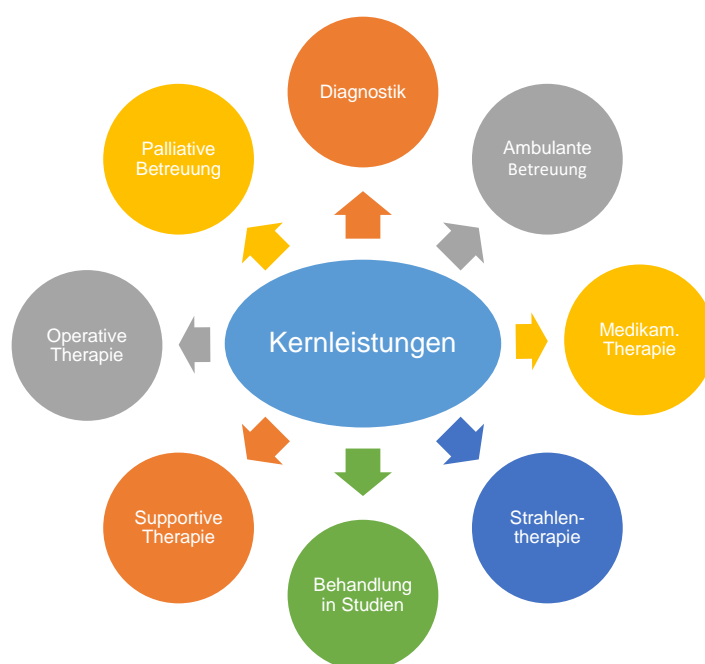 Diagnostik
Ambulante
Betreuung
Medikam.
Therapie
Strahlen-
therapie
Behandlung
in Studien
Supportive
Therapie
Operative
Therapie
Palliative
Betreuung
Kernleistungen